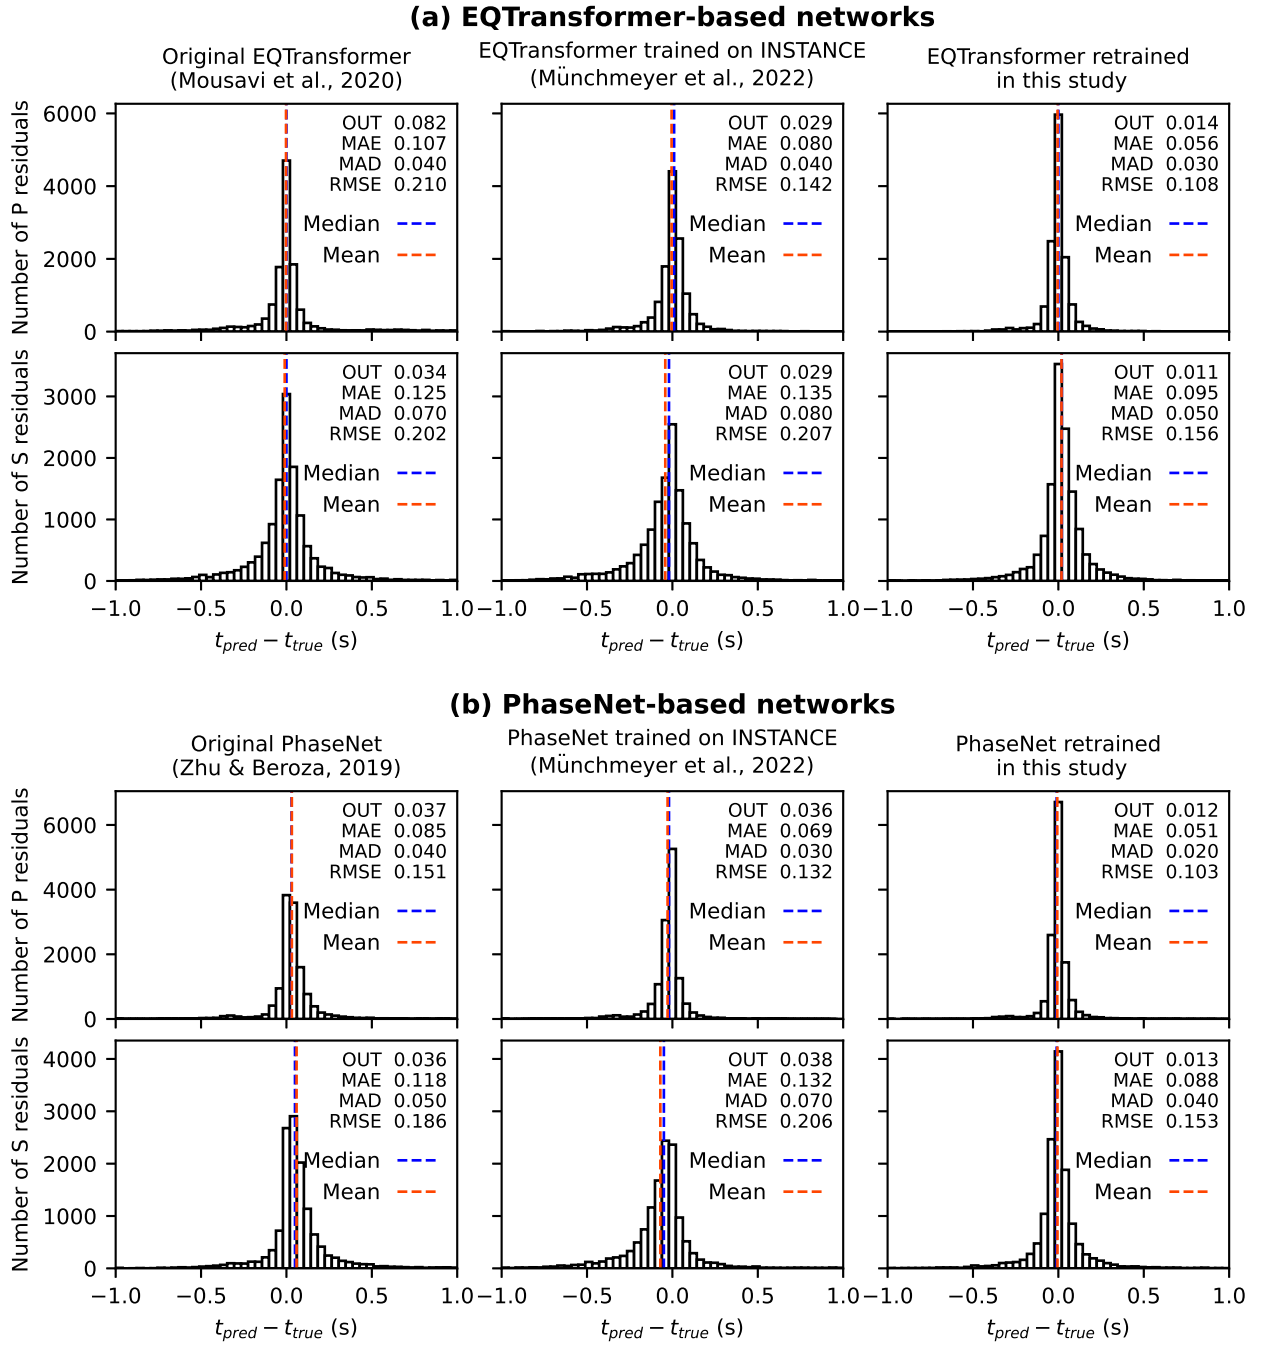 (a) EQTransformer-based networks
Original EQTransformer
(Mousavi et al., 2020)
EQTransformer trained on INSTANCE
(Münchmeyer et al., 2022)
EQTransformer retrained
in this study
Number of P residuals
6000
4000
2000
0
OUT 0.082
MAE 0.107
MAD 0.040
RMSE 0.210
Median
Mean
OUT 0.029
MAE 0.080
MAD 0.040
RMSE 0.142
Median
Mean
OUT 0.014
MAE 0.056
MAD 0.030
RMSE 0.108
Median
Mean
Number of S residuals
3000
2000
1000
0
OUT 0.034
MAE 0.125
MAD 0.070
RMSE 0.202
Median
Mean
OUT 0.029
MAE 0.135
MAD 0.080
RMSE 0.207
Median
Mean
OUT 0.011
MAE 0.095
MAD 0.050
RMSE 0.156
Median
Mean
−1.0 −0.5 0.0 0.5 1.0
−1.0 −0.5 0.0 0.5 1.0
−1.0 −0.5 0.0 0.5 1.0
t_pred − t_true (s)
t_pred − t_true (s)
t_pred − t_true (s)
(b) PhaseNet-based networks
Original PhaseNet
(Zhu & Beroza, 2019)
PhaseNet trained on INSTANCE
(Münchmeyer et al., 2022)
PhaseNet retrained
in this study
Number of P residuals
6000
4000
2000
0
OUT 0.037
MAE 0.085
MAD 0.040
RMSE 0.151
Median
Mean
OUT 0.036
MAE 0.069
MAD 0.030
RMSE 0.132
Median
Mean
OUT 0.012
MAE 0.051
MAD 0.020
RMSE 0.103
Median
Mean
Number of S residuals
4000
3000
2000
1000
0
OUT 0.036
MAE 0.118
MAD 0.050
RMSE 0.186
Median
Mean
OUT 0.038
MAE 0.132
MAD 0.070
RMSE 0.206
Median
Mean
OUT 0.013
MAE 0.088
MAD 0.040
RMSE 0.153
Median
Mean
−1.0 −0.5 0.0 0.5 1.0
−1.0 −0.5 0.0 0.5 1.0
−1.0 −0.5 0.0 0.5 1.0
t_pred − t_true (s)
t_pred − t_true (s)
t_pred − t_true (s)